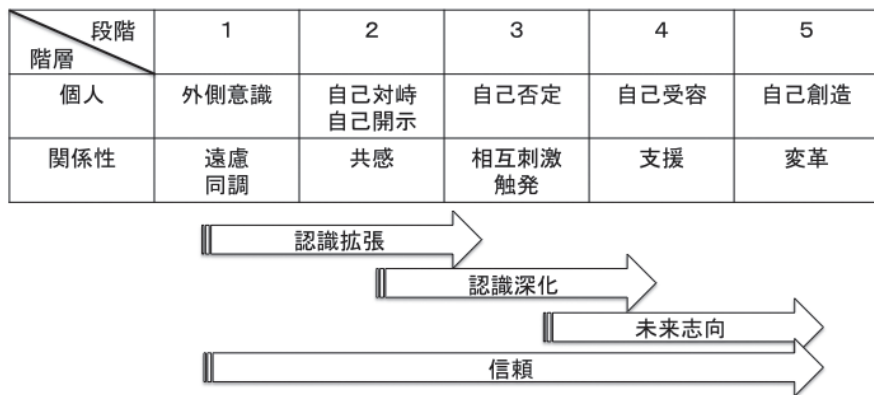 段階 1 2 3 4 5
階層
個人 外側意識 自己対峙 自己否定 自己受容 自己創造
自己開示
関係性 遠慮 共感 相互刺激 支援 変革
同調 触発
認識拡張
認識深化
未来志向
信頼